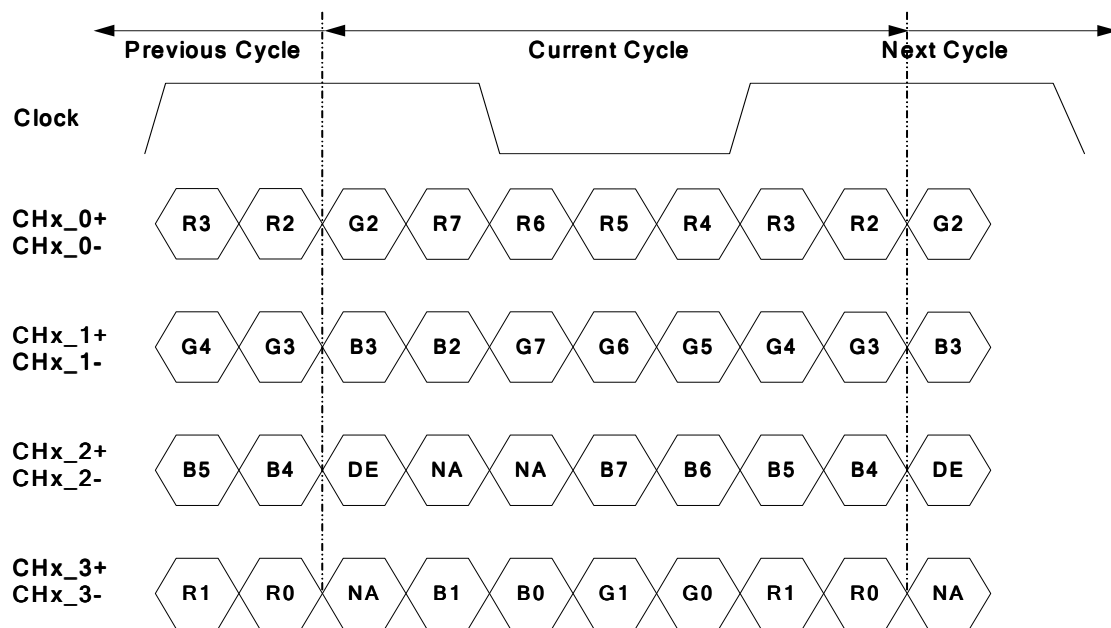 Previous Cycle Current Cycle Next Cycle
Clock
CHx_0+
CHx_0-
R3 R2 G2 R7 R6 R5 R4 R3 R2 G2
CHx_1+
CHx_1-
G4 G3 B3 B2 G7 G6 G5 G4 G3 B3
CHx_2+
CHx_2-
B5 B4 DE NA NA B7 B6 B5 B4 DE
CHx_3+
CHx_3-
R1 R0 NA B1 B0 G1 G0 R1 R0 NA